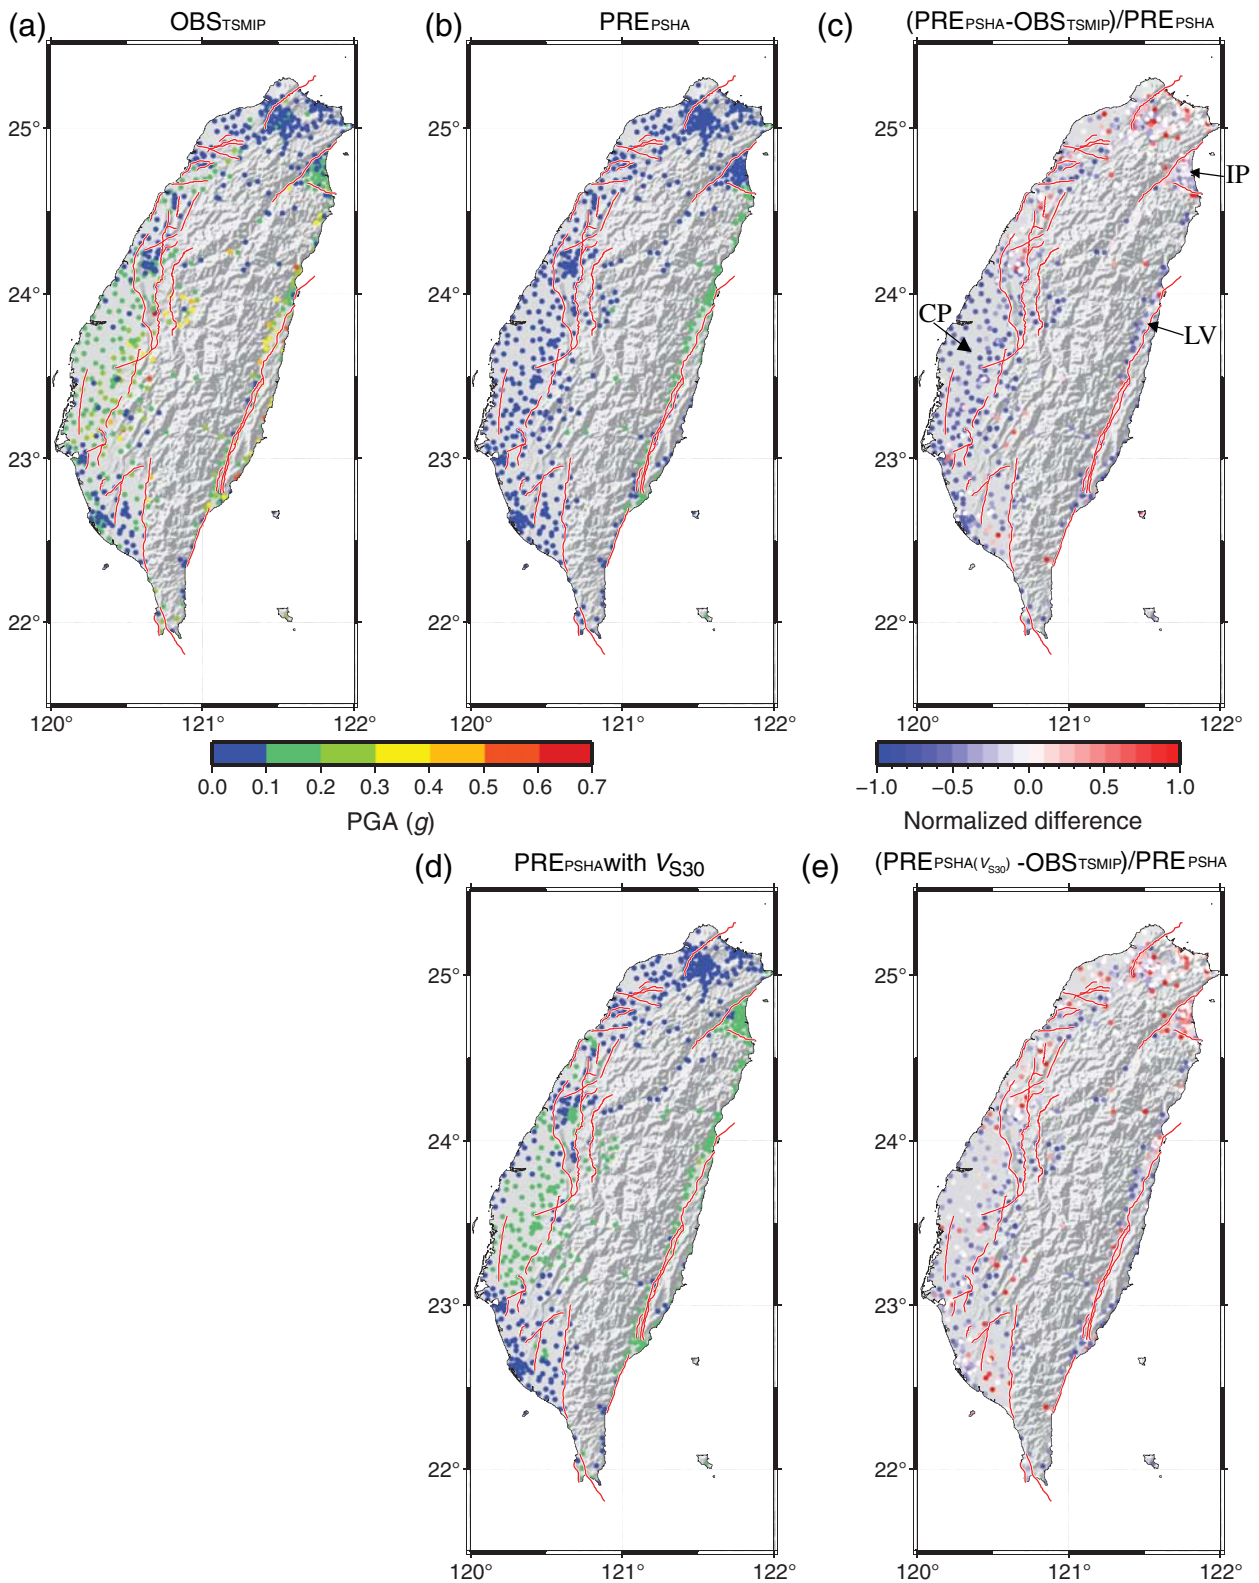 (a) OBSTSMIP (b) PREPSHA (c) (PREPSHA-OBSTSMIP)/PREPSHA
25° 25° 25°
IP
24° 24° 24°
CP
LV
23° 23° 23°
22° 22° 22°
120° 121° 122° 120° 121° 122° 120° 121° 122°
0.0 0.1 0.2 0.3 0.4 0.5 0.6 0.7 −1.0 −0.5 0.0 0.5 1.0
PGA (g) Normalized difference
(d) PREPSHA with VS30 (e) (PREPSHA(VS30) -OBSTSMIP)/PREPSHA
25° 25°
24° 24°
23° 23°
22° 22°
120° 121° 122° 120° 121° 122°